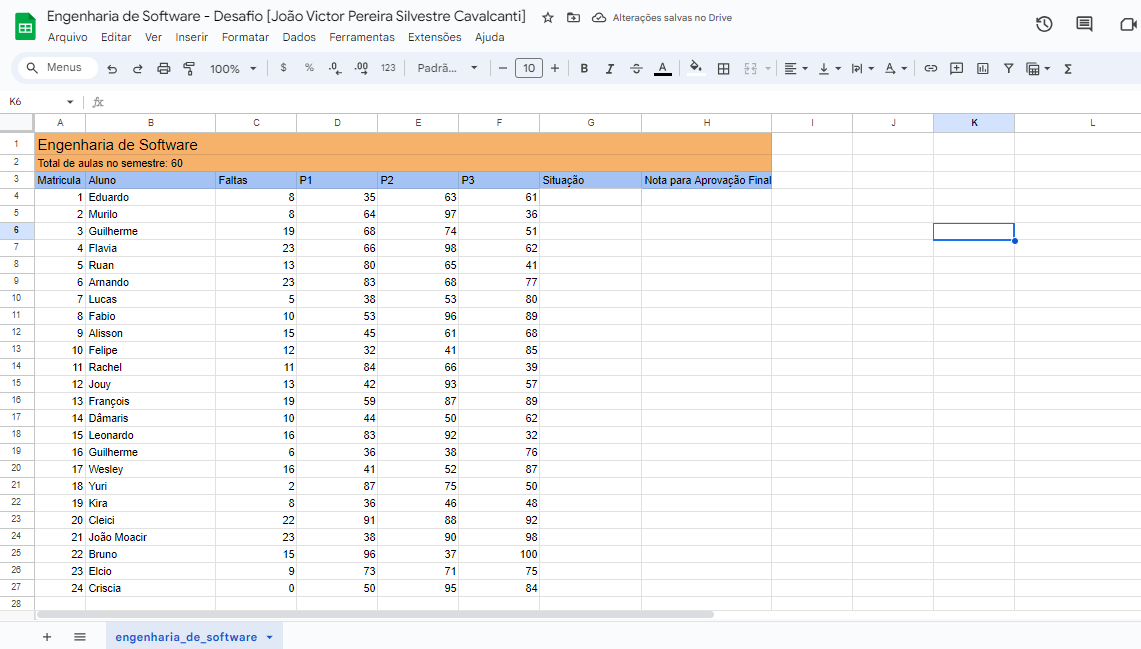 Engenharia de Software - Desafio [João Victor Pereira Silvestre Cavalcanti] Alterações salvas no Drive
Arquivo Editar Ver Inserir Formatar Dados Ferramentas Extensões Ajuda
Menus 100% $ % .0 .00 123 Padrã... 10 B I A
K6 fx
A B C D E F G H I J K L
1 Engenharia de Software
2 Total de aulas no semestre: 60
3 Matricula Aluno Faltas P1 P2 P3 Situação Nota para Aprovação Final
4 1 Eduardo 8 35 63 61
5 2 Murilo 8 64 97 36
6 3 Guilherme 19 68 74 51
7 4 Flavia 23 66 98 62
8 5 Ruan 13 80 65 41
9 6 Arnando 23 83 68 77
10 7 Lucas 5 38 53 80
11 8 Fabio 10 53 96 89
12 9 Alisson 15 45 61 68
13 10 Felipe 12 32 41 85
14 11 Rachel 11 84 66 39
15 12 Jouy 13 42 93 57
16 13 François 19 59 87 89
17 14 Dâmaris 10 44 50 62
18 15 Leonardo 16 83 92 32
19 16 Guilherme 6 36 38 76
20 17 Wesley 16 41 52 87
21 18 Yuri 2 87 75 50
22 19 Kira 8 36 46 48
23 20 Cleici 22 91 88 92
24 21 João Moacir 23 38 90 98
25 22 Bruno 15 96 37 100
26 23 Elcio 9 73 71 75
27 24 Criscia 0 50 95 84
28
engenharia_de_software